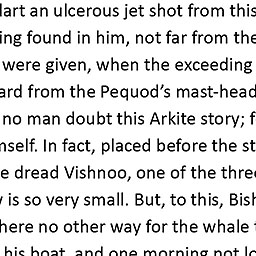 dart an ulcerous jet shot from this
ing found in him, not far from the
were given, when the exceeding
ard from the Pequod's mast-head
no man doubt this Arkite story; f
mself. In fact, placed before the st
e dread Vishnoo, one of the three
is so very small. But, to this, Bish
here no other way for the whale t
his boat, and one morning not lo